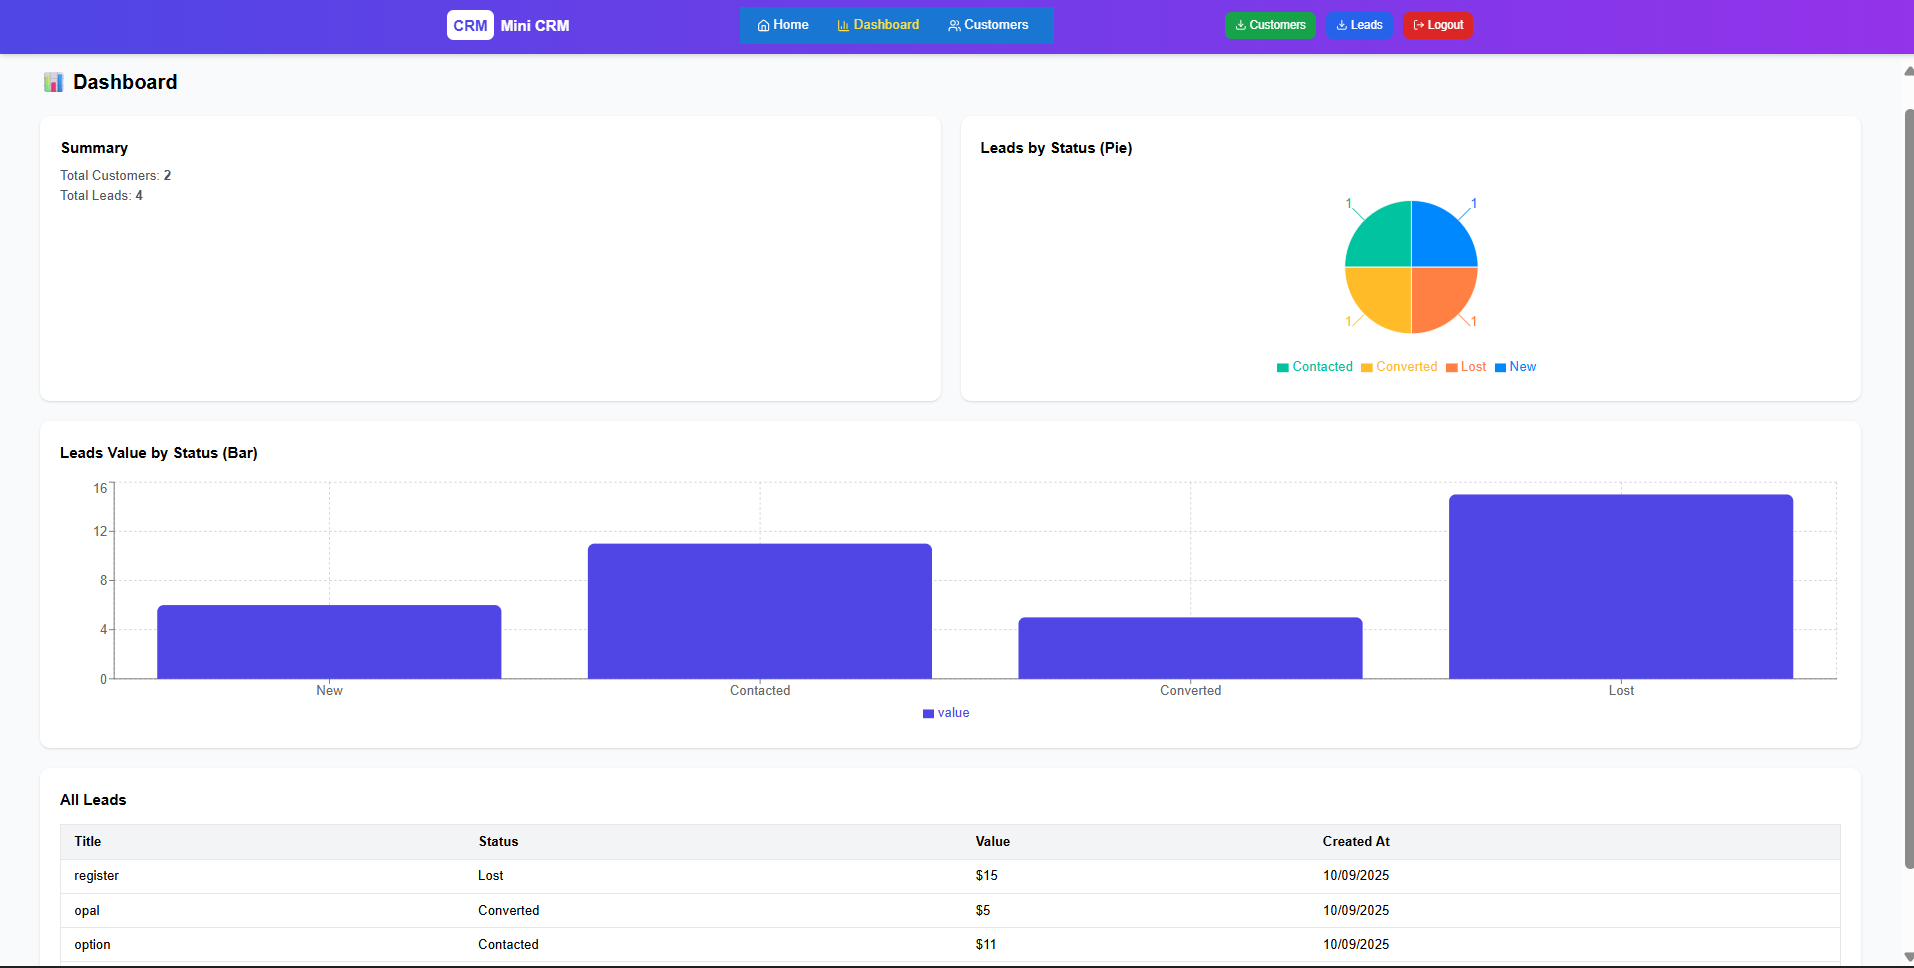 CRM Mini CRM Home Dashboard Customers Customers Leads Logout
Dashboard
Summary
Total Customers: 2
Total Leads: 4
Leads by Status (Pie)
1 1
1 1
Contacted Converted Lost New
Leads Value by Status (Bar)
16
12
8
4
0
New Contacted Converted Lost
value
All Leads
Title Status Value Created At
register Lost $15 10/09/2025
opal Converted $5 10/09/2025
option Contacted $11 10/09/2025